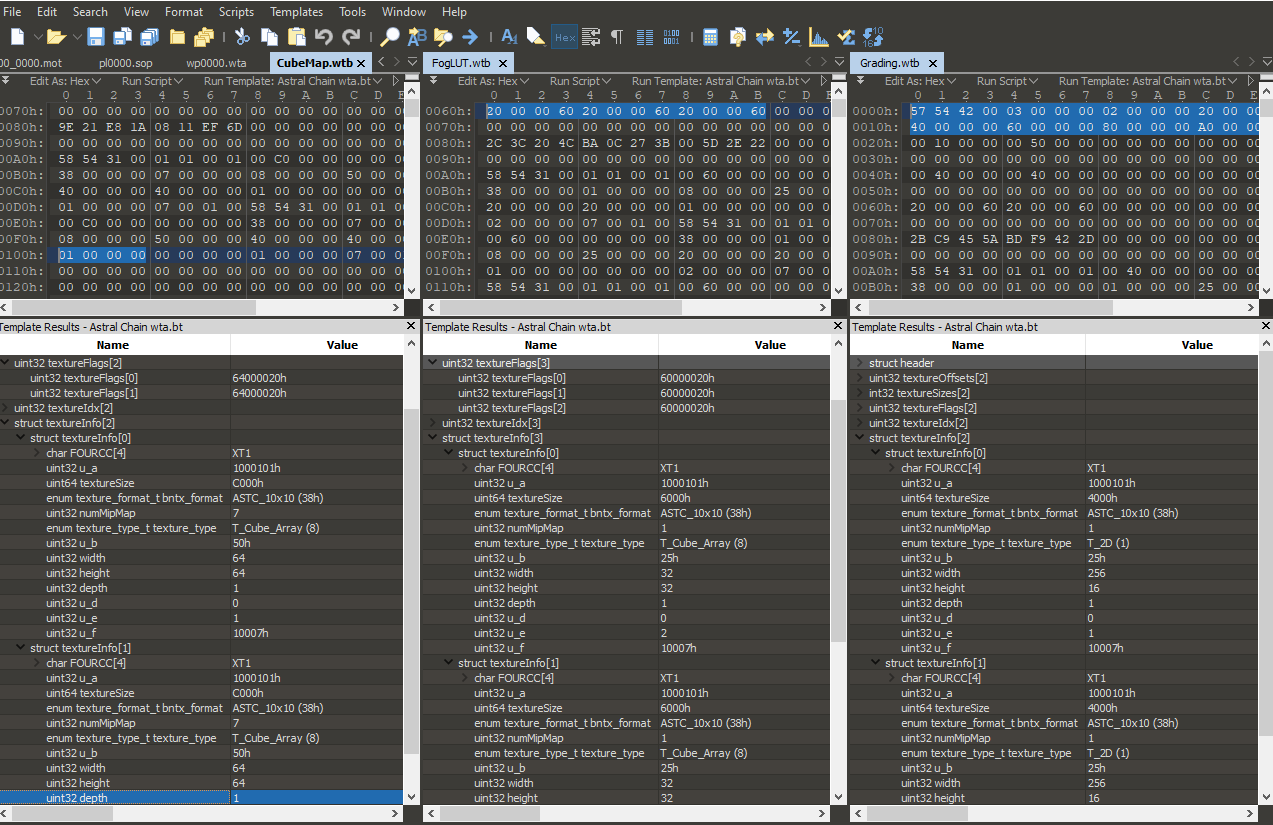 File Edit Search View Format Scripts Templates Tools Window Help
00_0000.mot pl0000.sop wp0000.wta CubeMap.wtb
Edit As: Hex Run Script Run Template: Astral Chain wta.bt
0 1 2 3 4 5 6 7 8 9 A B C D E
0070h: 00 00 00 00 00 00 00 00 00 00 00 00 00 00
0080h: 9E 21 E8 1A 08 11 EF 6D 00 00 00 00 00 00
0090h: 00 00 00 00 00 00 00 00 00 00 00 00 00 00
00A0h: 58 54 31 00 01 01 00 01 00 C0 00 00 00 00
00B0h: 38 00 00 00 07 00 00 00 08 00 00 00 50 00
00C0h: 40 00 00 00 40 00 00 00 01 00 00 00 00 00
00D0h: 01 00 00 00 07 00 01 00 58 54 31 00 01 01
00E0h: 00 C0 00 00 00 00 00 00 38 00 00 00 07 00
00F0h: 08 00 00 00 50 00 00 00 40 00 00 00 40 00
0100h: 01 00 00 00 00 00 00 00 01 00 00 00 07 00
0110h: 00 00 00 00 00 00 00 00 00 00 00 00 00 00
0120h: 00 00 00 00 00 00 00 00 00 00 00 00 00 00
Template Results - Astral Chain wta.bt
Name Value
uint32 textureFlags[2]
uint32 textureFlags[0] 64000020h
uint32 textureFlags[1] 64000020h
uint32 textureIdx[2]
struct textureInfo[2]
struct textureInfo[0]
char FOURCC[4] XT1
uint32 u_a 1000101h
uint64 textureSize C000h
enum texture_format_t bntx_format ASTC_10x10 (38h)
uint32 numMipMap 7
enum texture_type_t texture_type T_Cube_Array (8)
uint32 u_b 50h
uint32 width 64
uint32 height 64
uint32 depth 1
uint32 u_d 0
uint32 u_e 1
uint32 u_f 10007h
struct textureInfo[1]
char FOURCC[4] XT1
uint32 u_a 1000101h
uint64 textureSize C000h
enum texture_format_t bntx_format ASTC_10x10 (38h)
uint32 numMipMap 7
enum texture_type_t texture_type T_Cube_Array (8)
uint32 u_b 50h
uint32 width 64
uint32 height 64
uint32 depth 1
FogLUT.wtb
Edit As: Hex Run Script Run Template: Astral Chain wta.bt
0 1 2 3 4 5 6 7 8 9 A B C D E
0060h: 20 00 00 60 20 00 00 60 20 00 00 60 00 00
0070h: 00 00 00 00 00 00 00 00 00 00 00 00 00 00
0080h: 2C 3C 20 4C BA 0C 27 3B 00 5D 2E 22 00 00
0090h: 00 00 00 00 00 00 00 00 00 00 00 00 00 00
00A0h: 58 54 31 00 01 01 00 01 00 60 00 00 00 00
00B0h: 38 00 00 00 01 00 00 00 08 00 00 00 25 00
00C0h: 20 00 00 00 20 00 00 00 01 00 00 00 00 00
00D0h: 02 00 00 00 07 00 01 00 58 54 31 00 01 01
00E0h: 00 60 00 00 00 00 00 00 38 00 00 00 01 00
00F0h: 08 00 00 00 25 00 00 00 20 00 00 00 20 00
0100h: 01 00 00 00 00 00 00 00 02 00 00 00 07 00
0110h: 58 54 31 00 01 01 00 01 00 60 00 00 00 00
Template Results - Astral Chain wta.bt
Name Value
uint32 textureFlags[3]
uint32 textureFlags[0] 60000020h
uint32 textureFlags[1] 60000020h
uint32 textureFlags[2] 60000020h
uint32 textureIdx[3]
struct textureInfo[3]
struct textureInfo[0]
char FOURCC[4] XT1
uint32 u_a 1000101h
uint64 textureSize 6000h
enum texture_format_t bntx_format ASTC_10x10 (38h)
uint32 numMipMap 1
enum texture_type_t texture_type T_Cube_Array (8)
uint32 u_b 25h
uint32 width 32
uint32 height 32
uint32 depth 1
uint32 u_d 0
uint32 u_e 2
uint32 u_f 10007h
struct textureInfo[1]
char FOURCC[4] XT1
uint32 u_a 1000101h
uint64 textureSize 6000h
enum texture_format_t bntx_format ASTC_10x10 (38h)
uint32 numMipMap 1
enum texture_type_t texture_type T_Cube_Array (8)
uint32 u_b 25h
uint32 width 32
uint32 height 32
Grading.wtb
Edit As: Hex Run Script Run Template: Astral Chain wta.bt
0 1 2 3 4 5 6 7 8 9 A B C D E
0000h: 57 54 42 00 03 00 00 00 02 00 00 00 20 00
0010h: 40 00 00 00 60 00 00 00 80 00 00 00 A0 00
0020h: 00 10 00 00 00 50 00 00 00 00 00 00 00 00
0030h: 00 00 00 00 00 00 00 00 00 00 00 00 00 00
0040h: 00 40 00 00 00 40 00 00 00 00 00 00 00 00
0050h: 00 00 00 00 00 00 00 00 00 00 00 00 00 00
0060h: 20 00 00 60 20 00 00 60 00 00 00 00 00 00
0070h: 00 00 00 00 00 00 00 00 00 00 00 00 00 00
0080h: 2B C9 45 5A BD F9 42 2D 00 00 00 00 00 00
0090h: 00 00 00 00 00 00 00 00 00 00 00 00 00 00
00A0h: 58 54 31 00 01 01 00 01 00 40 00 00 00 00
00B0h: 38 00 00 00 01 00 00 00 01 00 00 00 25 00
Template Results - Astral Chain wta.bt
Name Value
struct header
uint32 textureOffsets[2]
int32 textureSizes[2]
uint32 textureFlags[2]
uint32 textureIdx[2]
struct textureInfo[2]
struct textureInfo[0]
char FOURCC[4] XT1
uint32 u_a 1000101h
uint64 textureSize 4000h
enum texture_format_t bntx_format ASTC_10x10 (38h)
uint32 numMipMap 1
enum texture_type_t texture_type T_2D (1)
uint32 u_b 25h
uint32 width 256
uint32 height 16
uint32 depth 1
uint32 u_d 0
uint32 u_e 1
uint32 u_f 10007h
struct textureInfo[1]
char FOURCC[4] XT1
uint32 u_a 1000101h
uint64 textureSize 4000h
enum texture_format_t bntx_format ASTC_10x10 (38h)
uint32 numMipMap 1
enum texture_type_t texture_type T_2D (1)
uint32 u_b 25h
uint32 width 256
uint32 height 16